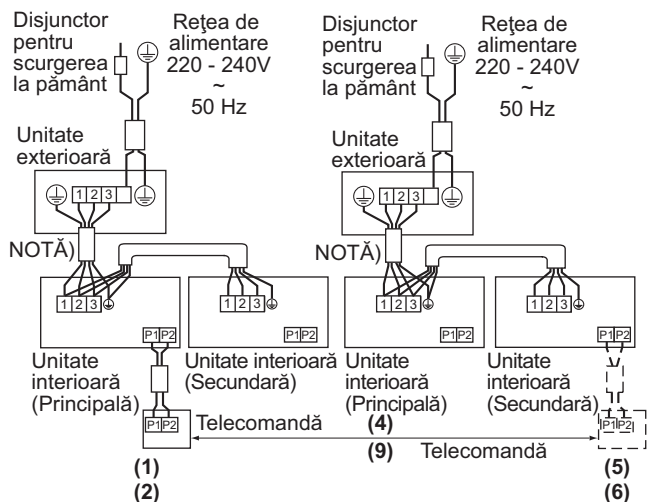 Disjunctor
pentru
scurgerea
la pământ
Reţea de
alimentare
220 - 240V
~
50 Hz
Unitate
exterioară
1 2 3
NOTĂ)
1 2 3
P1 P2
Unitate
interioară
(Principală)
1 2 3
P1 P2
Unitate interioară
(Secundară)
P1 P2
(1)
(2)
Disjunctor
pentru
scurgerea
la pământ
Reţea de
alimentare
220 - 240V
~
50 Hz
Unitate
exterioară
1 2 3
NOTĂ)
1 2 3
P1 P2
Unitate
interioară
(Principală)
(4)
1 2 3
P1 P2
Unitate
interioară
(Secundară)
P1 P2
Telecomandă
(9)
Telecomandă
(5)
(6)